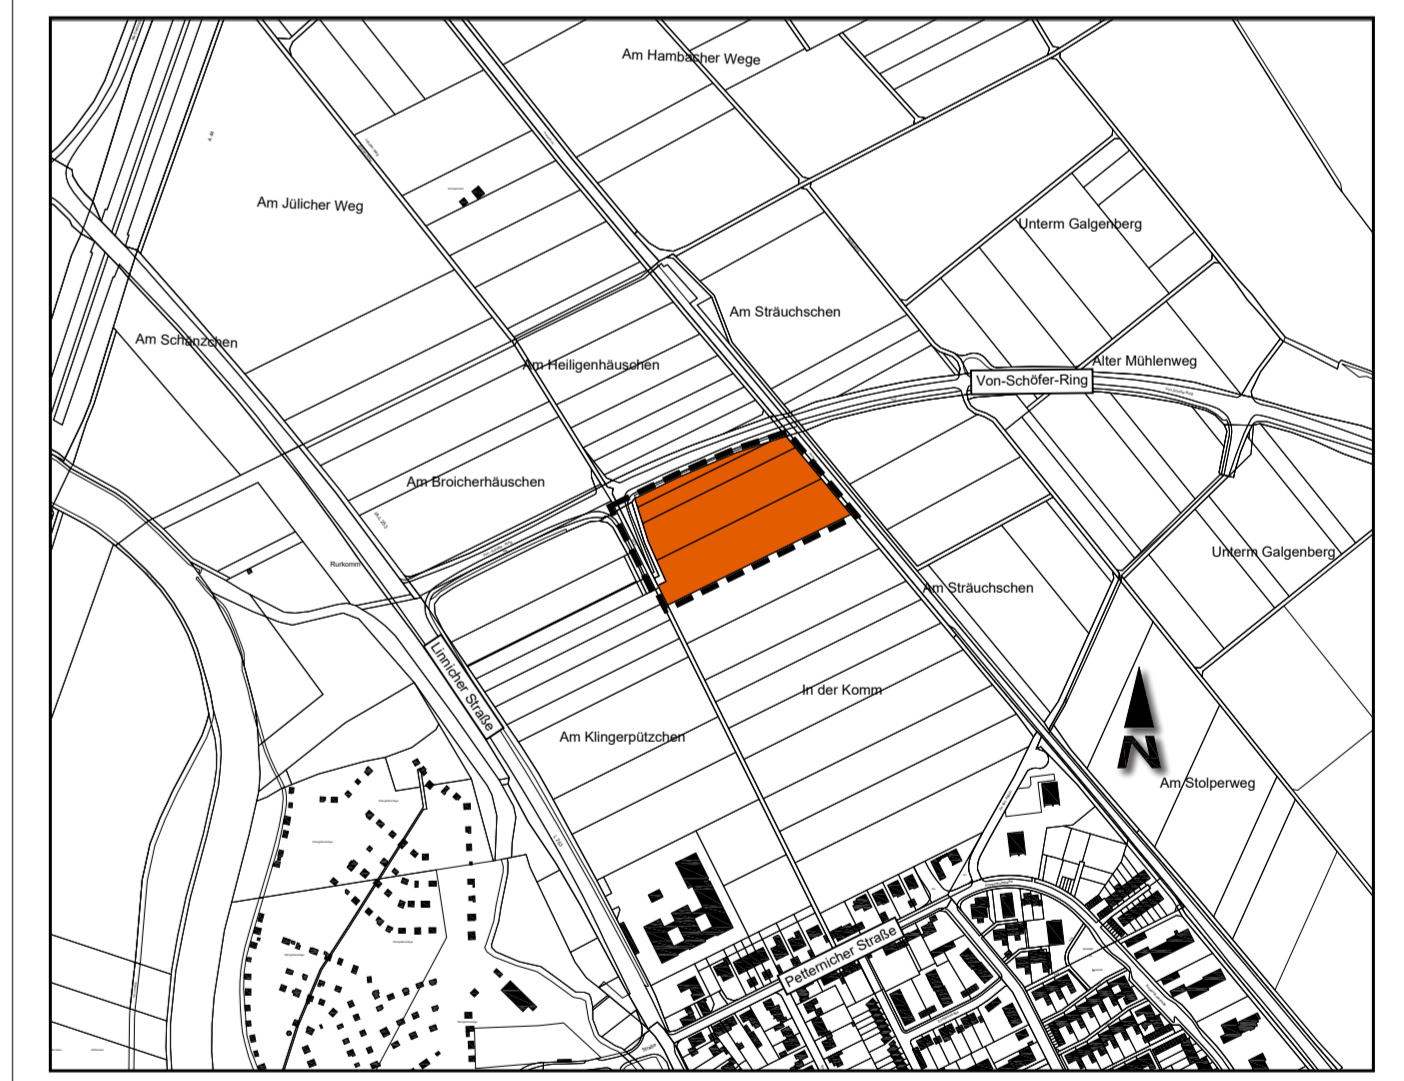 Am Hambacher Wege
Am Jülicher Weg
Unterm Galgenberg
Am Sträuchschen
Am Schänzchen
Am Heiligenhäuschen
Alter Mühlenweg
Von-Schöfer-Ring
Am Broicherhäuschen
Unterm Galgenberg
Rurkomm
Am Sträuchschen
Linnicher Straße
In der Komm
Am Klingerpützchen
N
Am Stolperweg
Petternicher Straße